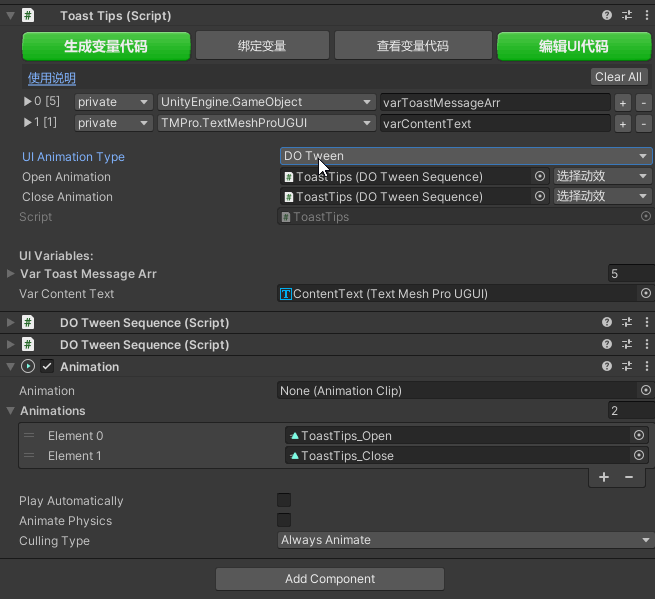 Toast Tips (Script)
生成变量代码 绑定变量 查看变量代码 编辑UI代码
使用说明 Clear All
0 [5] private UnityEngine.GameObject varToastMessageArr + -
1 [1] private TMPro.TextMeshProUGUI varContentText + -
UI Animation Type DO Tween
Open Animation ToastTips (DO Tween Sequence) 选择动效
Close Animation ToastTips (DO Tween Sequence) 选择动效
Script ToastTips
UI Variables:
Var Toast Message Arr 5
Var Content Text ContentText (Text Mesh Pro UGUI)
DO Tween Sequence (Script)
DO Tween Sequence (Script)
Animation
Animation None (Animation Clip)
Animations 2
Element 0 ToastTips_Open
Element 1 ToastTips_Close
+ -
Play Automatically
Animate Physics
Culling Type Always Animate
Add Component